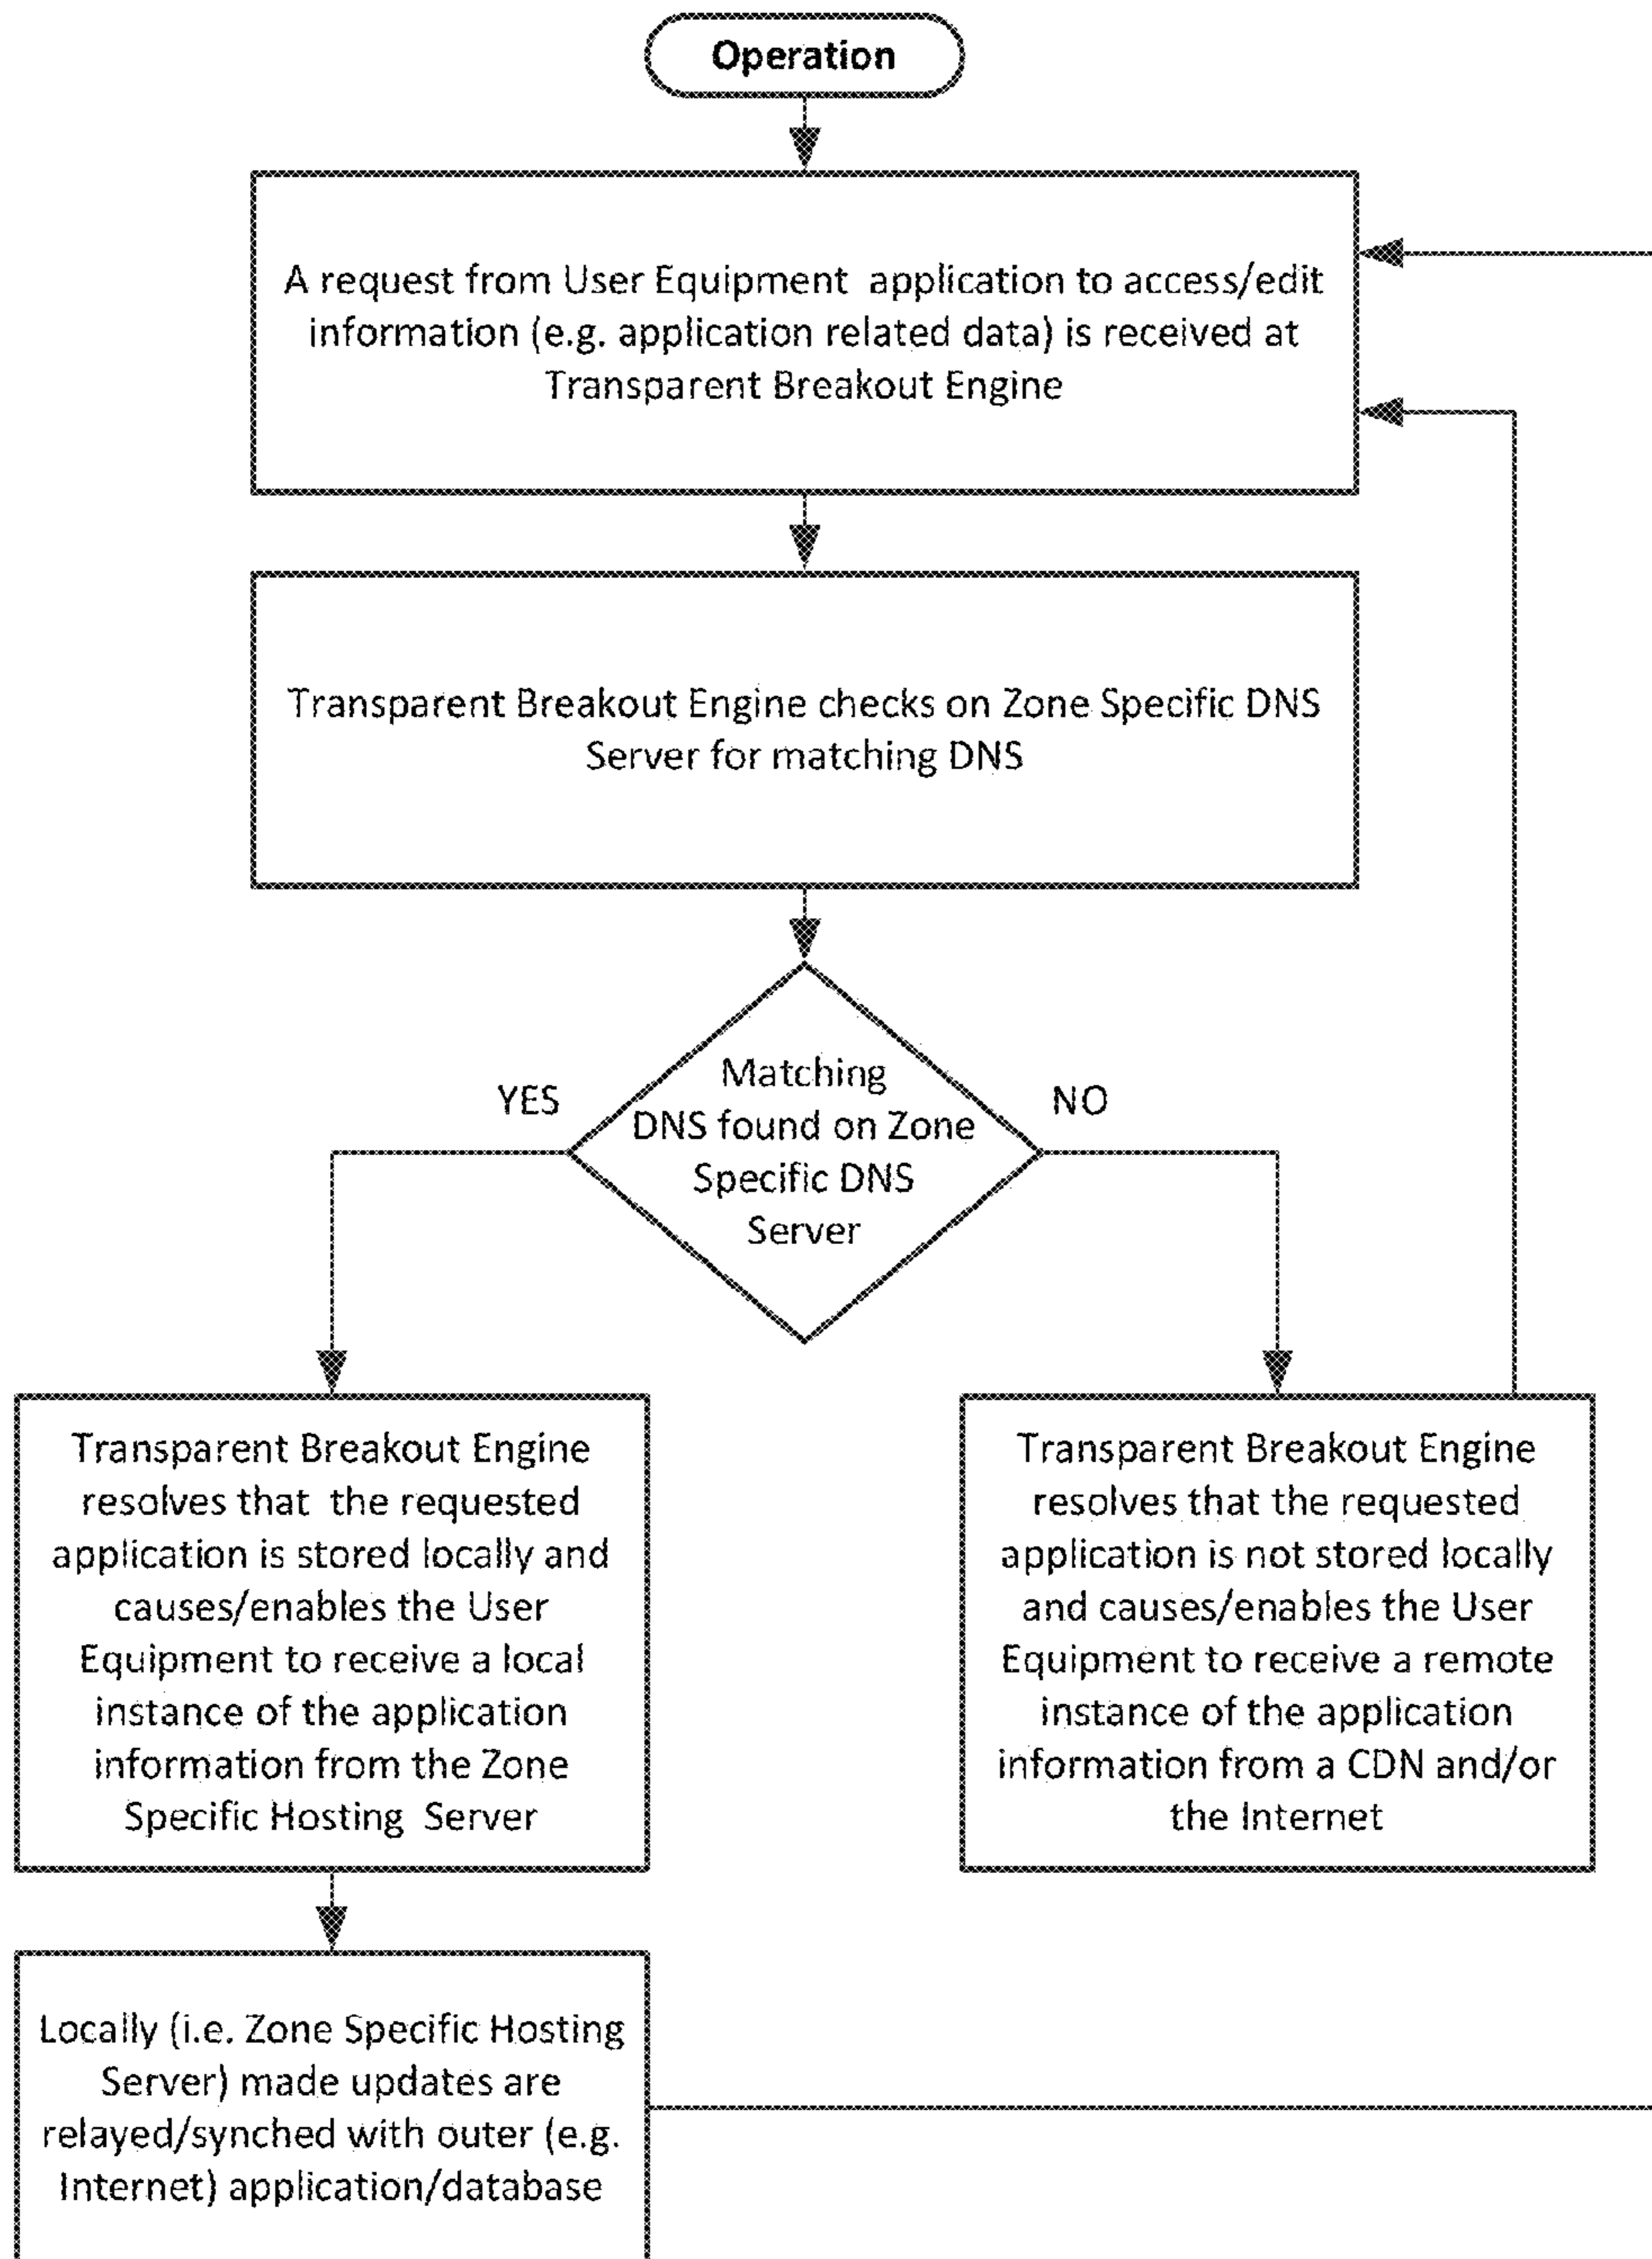 Operation
A request from User Equipment application to access/edit
information (e.g. application related data) is received at
Transparent Breakout Engine
Transparent Breakout Engine checks on Zone Specific DNS
Server for matching DNS
YES
Matching
DNS found on Zone
Specific DNS
Server
NO
Transparent Breakout Engine
resolves that the requested
application is stored locally and
causes/enables the User
Equipment to receive a local
instance of the application
information from the Zone
Specific Hosting Server
Transparent Breakout Engine
resolves that the requested
application is not stored locally
and causes/enables the User
Equipment to receive a remote
instance of the application
information from a CDN and/or
the Internet
Locally (i.e. Zone Specific Hosting
Server) made updates are
relayed/synched with outer (e.g.
Internet) application/database